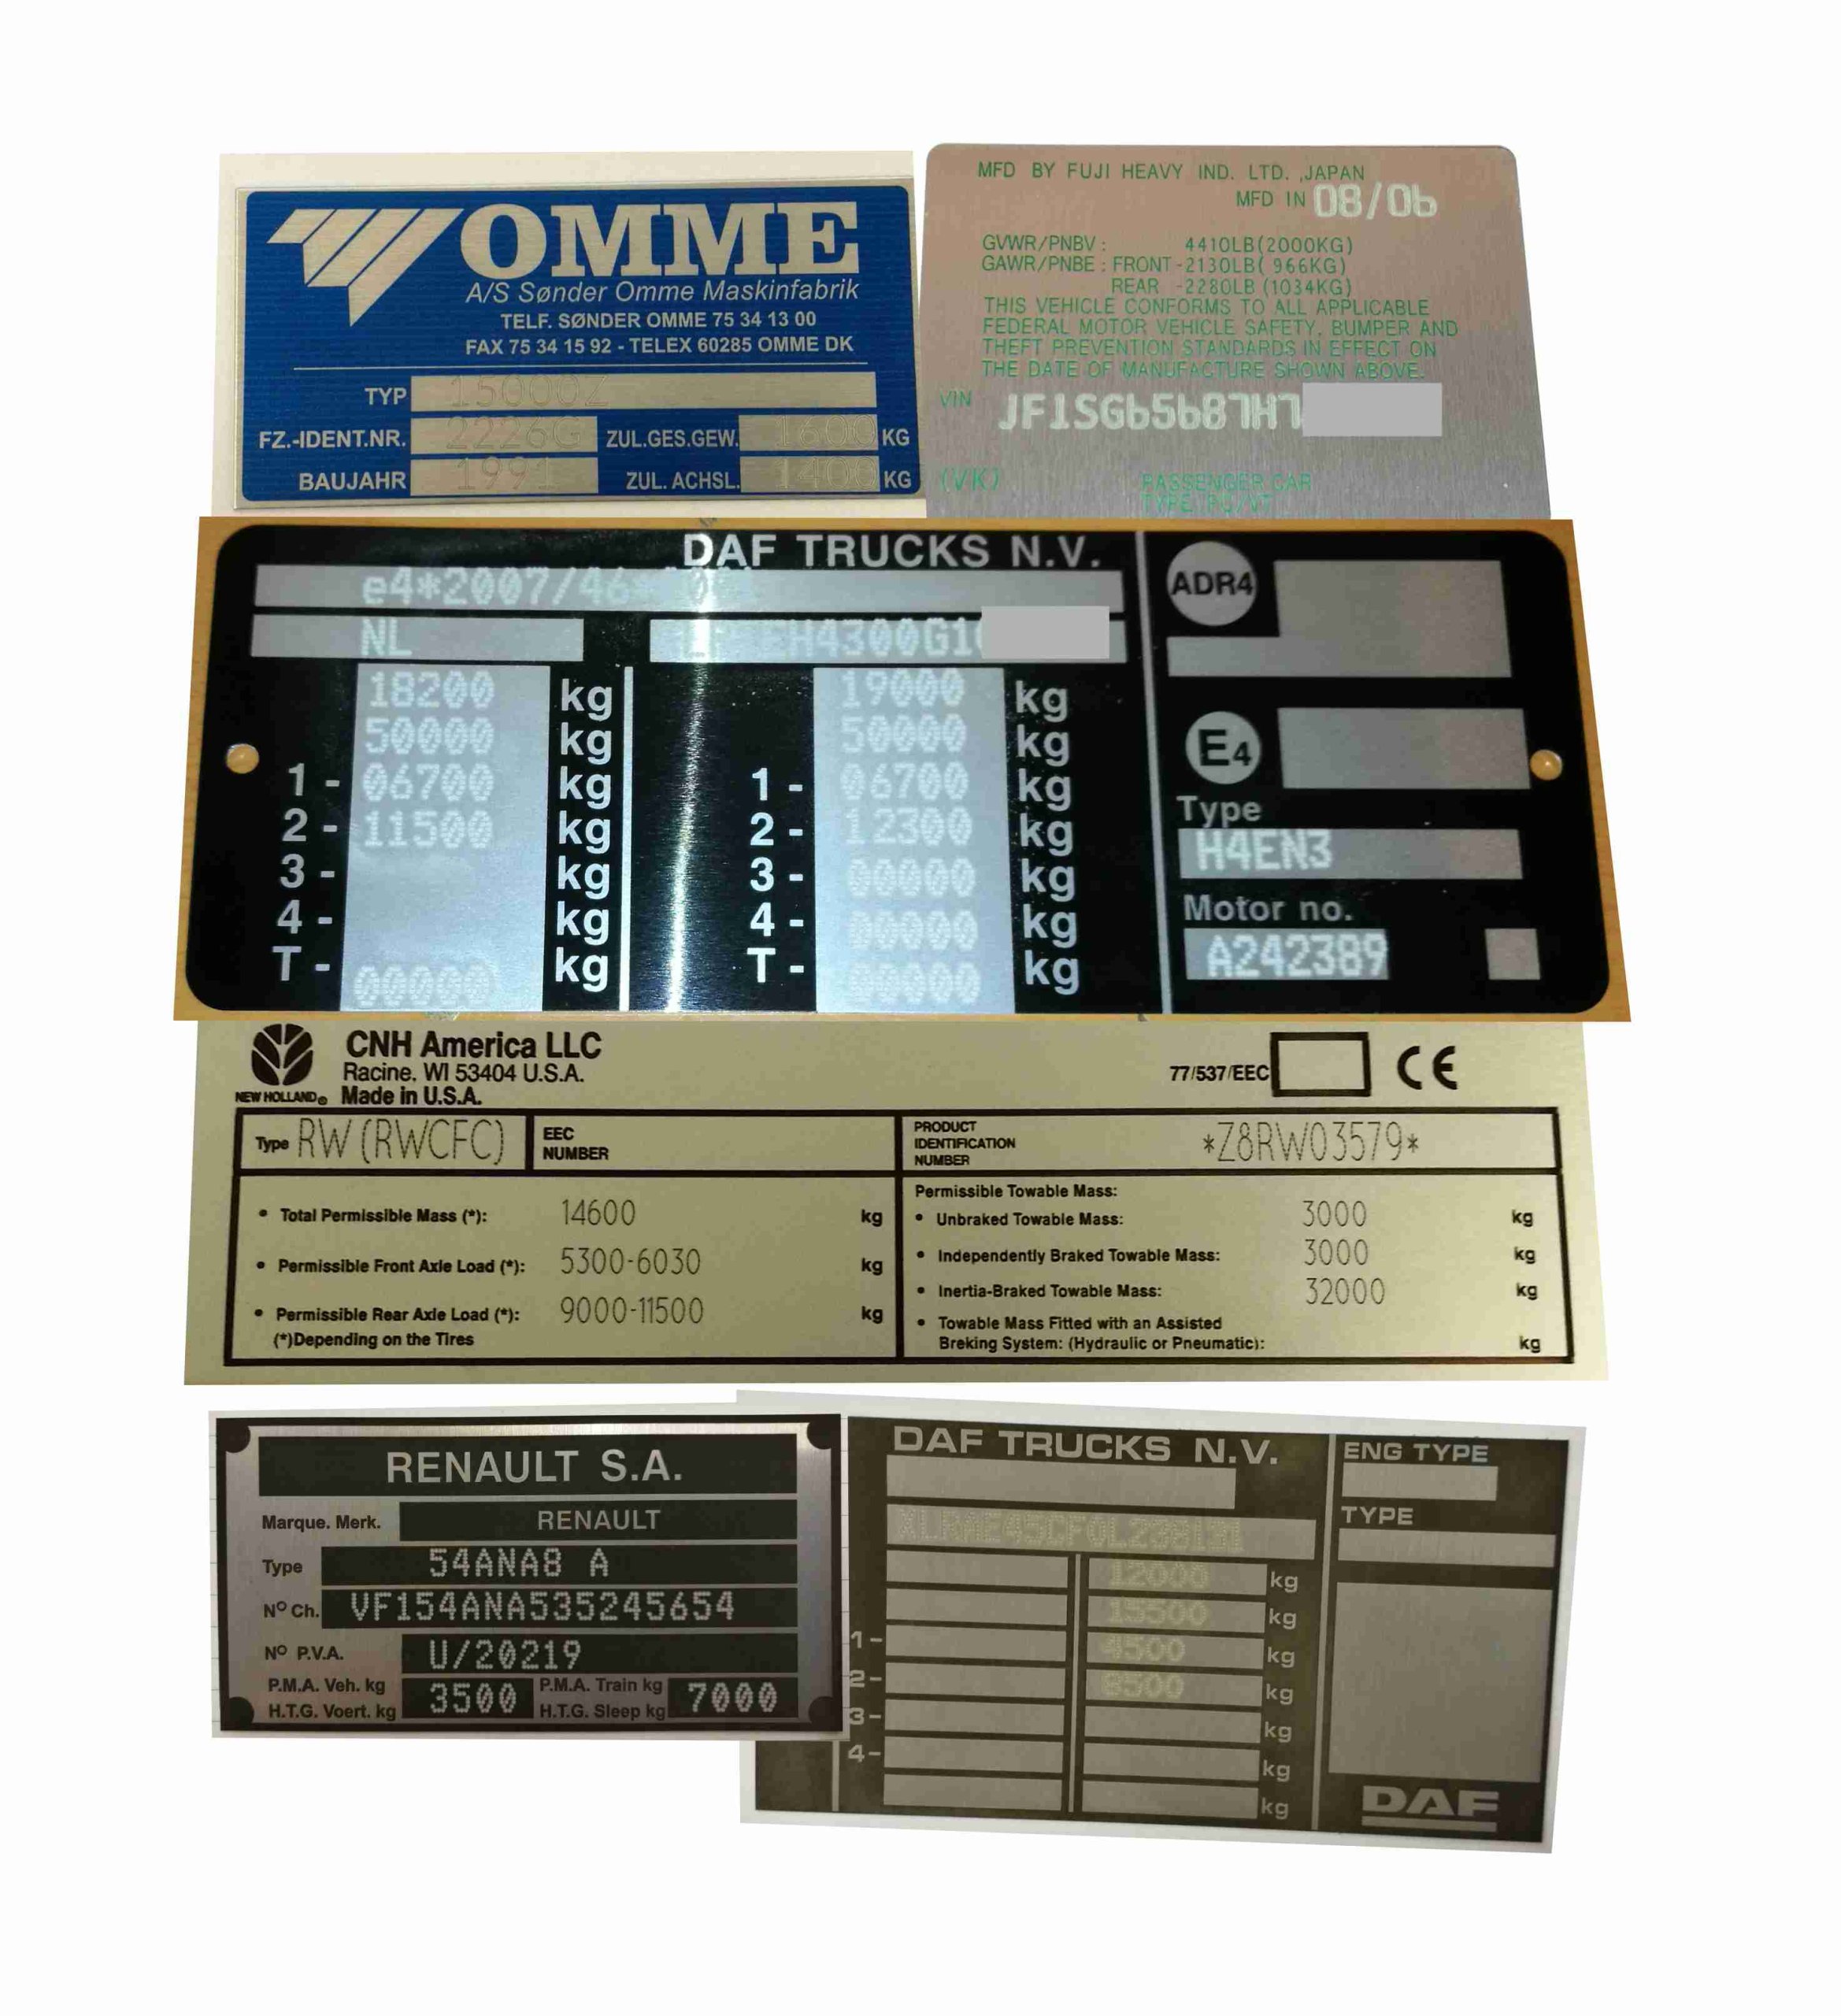 OMME
A/S Sønder Omme Maskinfabrik
TELF. SØNDER OMME 75 34 13 00
FAX 75 34 15 92 - TELEX 60285 OMME DK
TYP 15000Z
FZ.-IDENT.NR. 2226G ZUL.GES.GEW. 1600 KG
BAUJAHR 1991 ZUL. ACHSL. 1400 KG
MFD BY FUJI HEAVY IND. LTD. ,JAPAN
MFD IN 08/06
GVWR/PNBV : 4410LB(2000KG)
GAWR/PNBE : FRONT -2130LB( 966KG)
REAR -2280LB (1034KG)
THIS VEHICLE CONFORMS TO ALL APPLICABLE
FEDERAL MOTOR VEHICLE SAFETY, BUMPER AND
THEFT PREVENTION STANDARDS IN EFFECT ON
THE DATE OF MANUFACTURE SHOWN ABOVE.
VIN JF1SG65687H7
(VK) PASSENGER CAR
DAF TRUCKS N.V.
e4*2007/46*
NL EH4300G1
18200 kg 19000 kg
50000 kg 50000 kg
1 - 06700 kg 1 - 06700 kg
2 - 11500 kg 2 - 12300 kg
3 - kg 3 - 00000 kg
4 - kg 4 - 00000 kg
T - 00000 kg T - 00000 kg
ADR4
E4
Type
H4EN3
Motor no.
A242389
NEW HOLLAND®
CNH America LLC
Racine. WI 53404 U.S.A.
Made in U.S.A.
77/537/EEC CE
Type RW(RWCFC) EEC NUMBER
PRODUCT IDENTIFICATION NUMBER *Z8RW03579*
• Total Permissible Mass (*): 14600 kg
• Permissible Front Axle Load (*): 5300-6030 kg
• Permissible Rear Axle Load (*): 9000-11500 kg
(*)Depending on the Tires
Permissible Towable Mass:
• Unbraked Towable Mass: 3000 kg
• Independently Braked Towable Mass: 3000 kg
• Inertia-Braked Towable Mass: 32000 kg
• Towable Mass Fitted with an Assisted
Breking System: (Hydraulic or Pneumatic): kg
RENAULT S.A.
Marque. Merk. RENAULT
Type 54ANA8 A
Nº Ch. VF154ANA535245654
Nº P.V.A. U/20219
P.M.A. Veh. kg 3500 P.M.A. Train kg 7000
H.T.G. Voert. kg H.T.G. Sleep kg
DAF TRUCKS N.V.
12000 kg
15500 kg
1- 4500 kg
2- 8500 kg
3- kg
4- kg
kg
ENG TYPE
TYPE
DAF